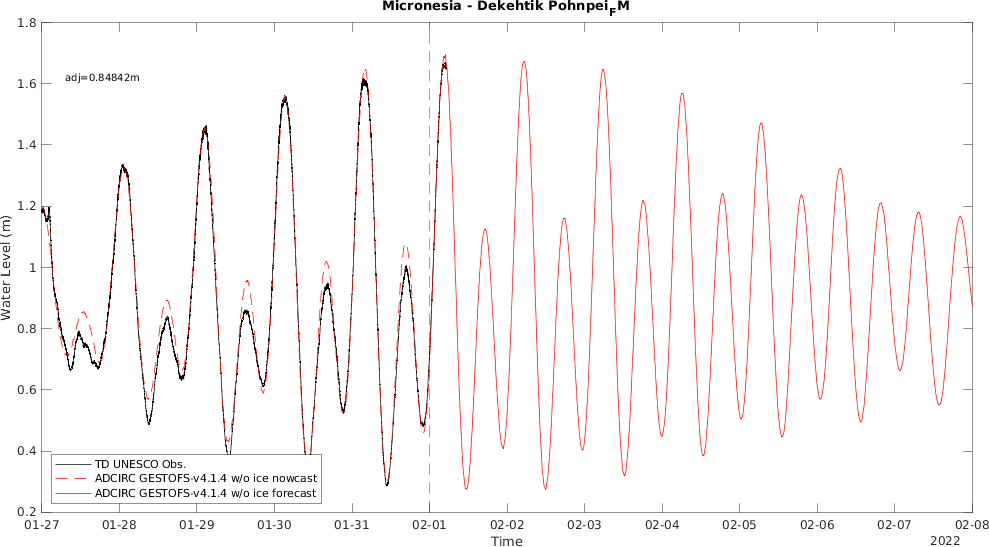 Micronesia - Dekehtik Pohnpei_FM
1.8
adj=0.84842m
1.6
1.4
1.2
1
0.8
0.6
0.4
0.2
Water Level (m)
TD UNESCO Obs.
ADCIRC GESTOFS-v4.1.4 w/o ice nowcast
ADCIRC GESTOFS-v4.1.4 w/o ice forecast
01-27 01-28 01-29 01-30 01-31 02-01 02-02 02-03 02-04 02-05 02-06 02-07 02-08
Time
2022